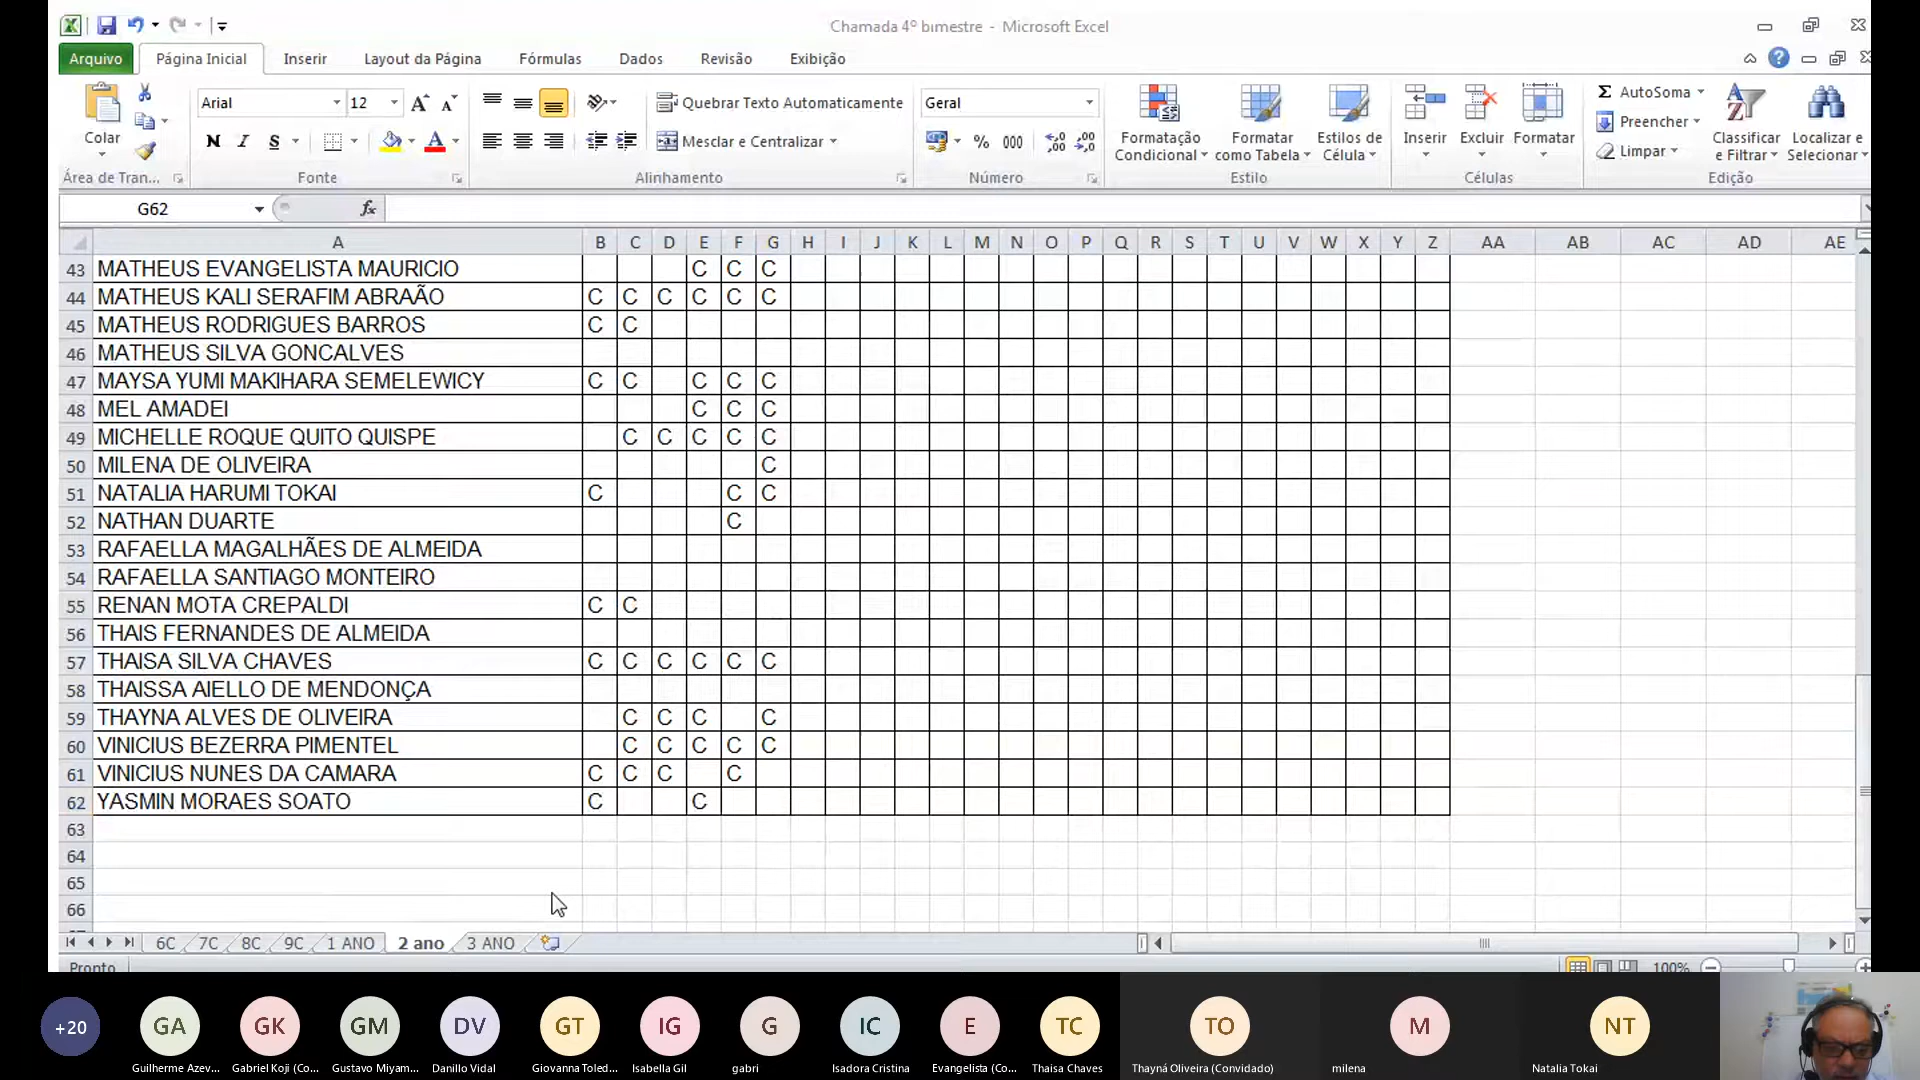 Chamada 4º bimestre - Microsoft Excel
Arquivo Página Inicial Inserir Layout da Página Fórmulas Dados Revisão Exibição
Colar
Arial 12
N I S
Quebrar Texto Automaticamente
Mesclar e Centralizar
Geral
% 000
Formatação Condicional
Formatar como Tabela
Estilos de Célula
Inserir Excluir Formatar
Σ AutoSoma
Preencher
Limpar
Classificar e Filtrar
Localizar e Selecionar
Área de Tran... Fonte Alinhamento Número Estilo Células Edição
G62 fx
A B C D E F G H I J K L M N O P Q R S T U V W X Y Z AA AB AC AD AE
43 MATHEUS EVANGELISTA MAURICIO C C C
44 MATHEUS KALI SERAFIM ABRAÃO C C C C C C
45 MATHEUS RODRIGUES BARROS C C
46 MATHEUS SILVA GONCALVES
47 MAYSA YUMI MAKIHARA SEMELEWICY C C C C C
48 MEL AMADEI C C C
49 MICHELLE ROQUE QUITO QUISPE C C C C C
50 MILENA DE OLIVEIRA C
51 NATALIA HARUMI TOKAI C C C
52 NATHAN DUARTE C
53 RAFAELLA MAGALHÃES DE ALMEIDA
54 RAFAELLA SANTIAGO MONTEIRO
55 RENAN MOTA CREPALDI C C
56 THAIS FERNANDES DE ALMEIDA
57 THAISA SILVA CHAVES C C C C C C
58 THAISSA AIELLO DE MENDONÇA
59 THAYNA ALVES DE OLIVEIRA C C C C
60 VINICIUS BEZERRA PIMENTEL C C C C C
61 VINICIUS NUNES DA CAMARA C C C C
62 YASMIN MORAES SOATO C C
63
64
65
66
6C 7C 8C 9C 1 ANO 2 ano 3 ANO
Pronto 100%
+20 GA GK GM DV GT IG G IC E TC TO M NT
Guilherme Azev... Gabriel Koji (Co... Gustavo Miyam... Danillo Vidal Giovanna Toled... Isabella Gil gabri Isadora Cristina Evangelista (Co... Thaisa Chaves Thayná Oliveira (Convidado) milena Natalia Tokai